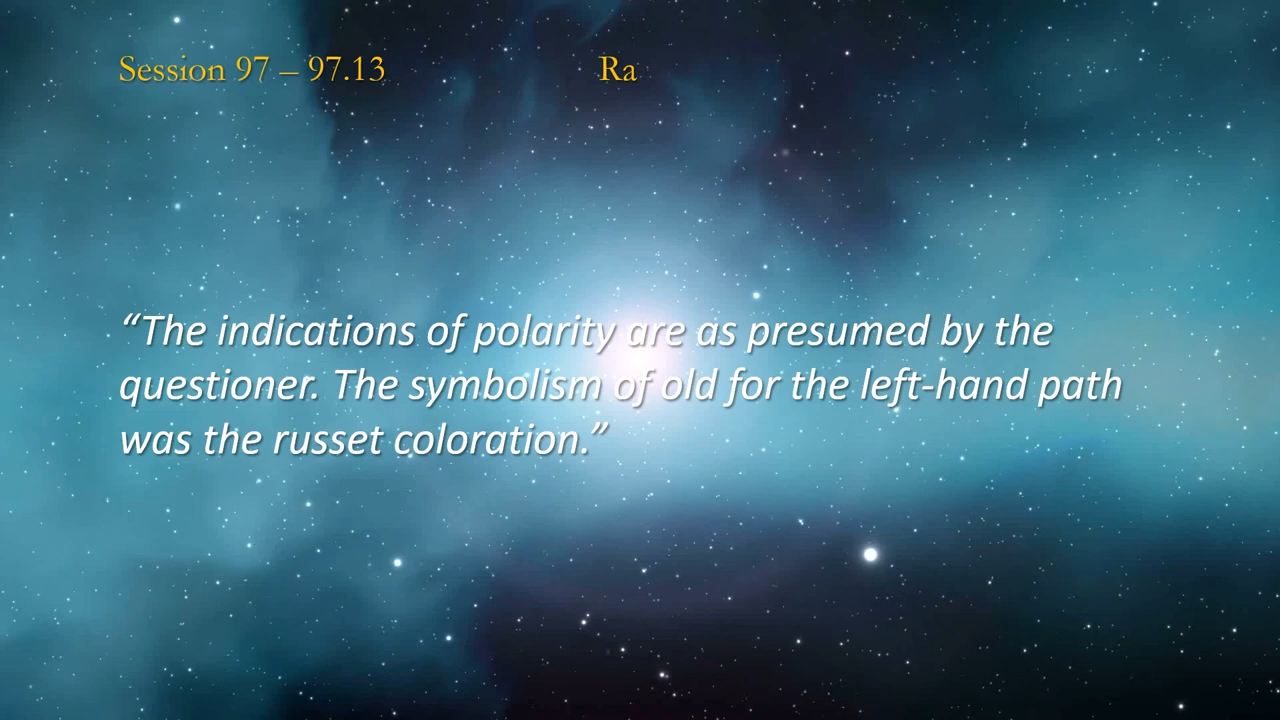 Session 97 – 97.13 Ra
“The indications of polarity are as presumed by the
questioner. The symbolism of old for the left-hand path
was the russet coloration.”